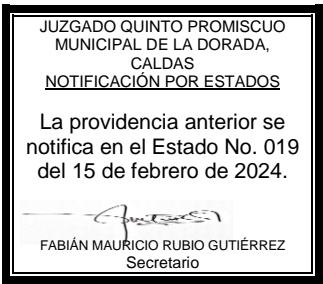 JUZGADO QUINTO PROMISCUO
MUNICIPAL DE LA DORADA,
CALDAS
NOTIFICACIÓN POR ESTADOS
La providencia anterior se
notifica en el Estado No. 019
del 15 de febrero de 2024.
FABIÁN MAURICIO RUBIO GUTIÉRREZ
Secretario